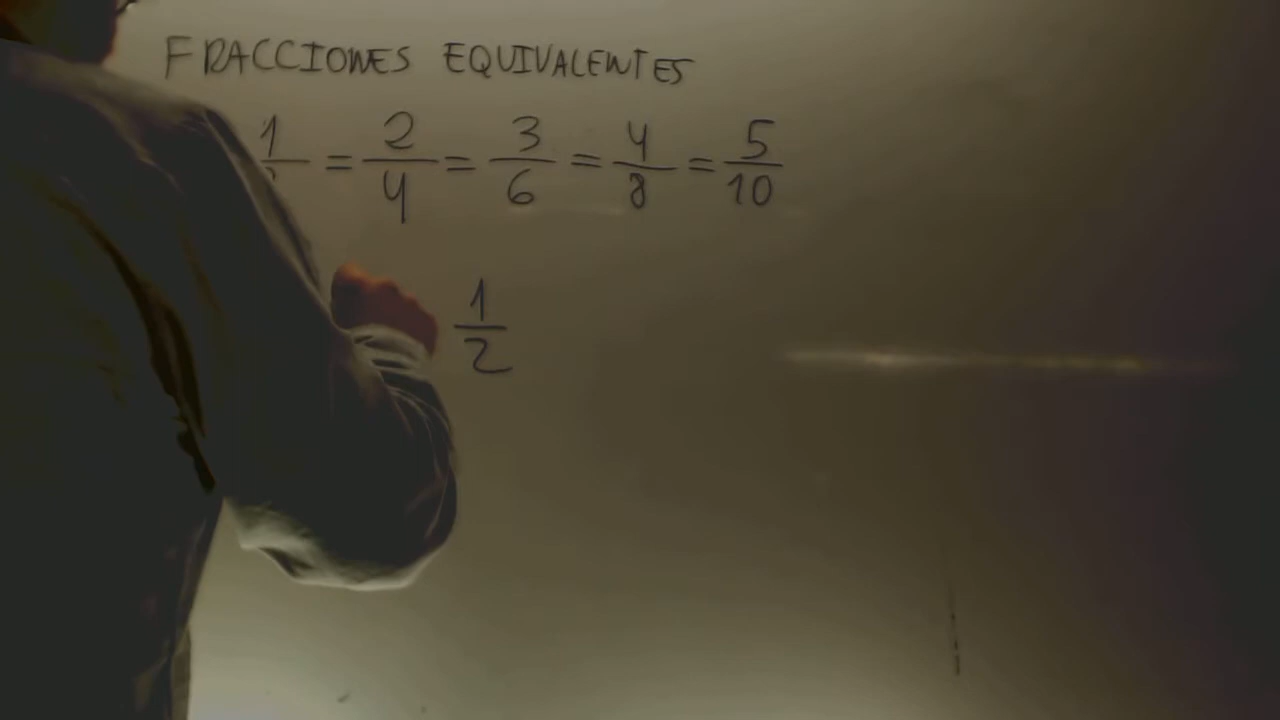 FRACCIONES EQUIVALENTES
1/ = 2/4 = 3/6 = 4/8 = 5/10
1/2